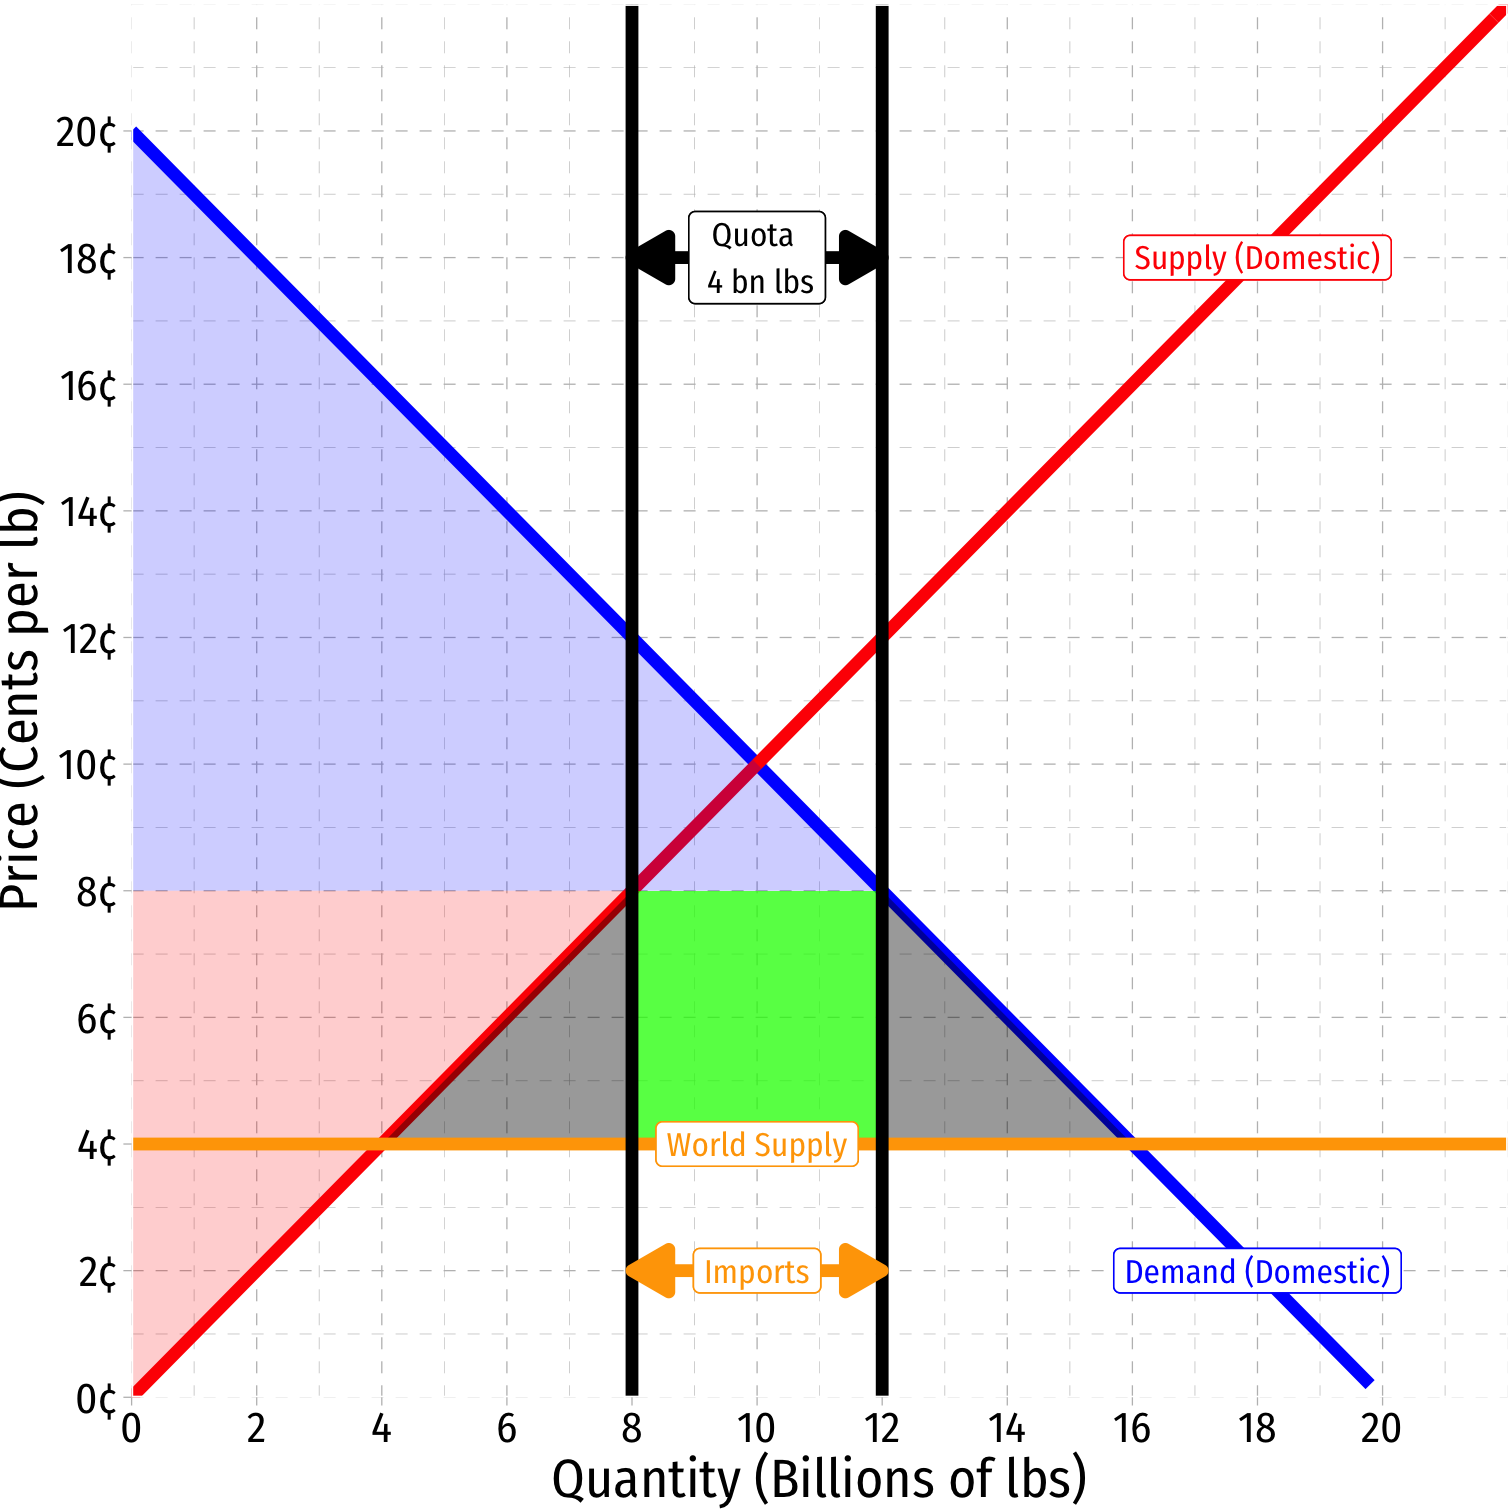 Price (Cents per lb)
20¢
18¢
16¢
14¢
12¢
10¢
8¢
6¢
4¢
2¢
0¢
Quota
4 bn lbs
Supply (Domestic)
World Supply
Imports
Demand (Domestic)
0 2 4 6 8 10 12 14 16 18 20
Quantity (Billions of lbs)